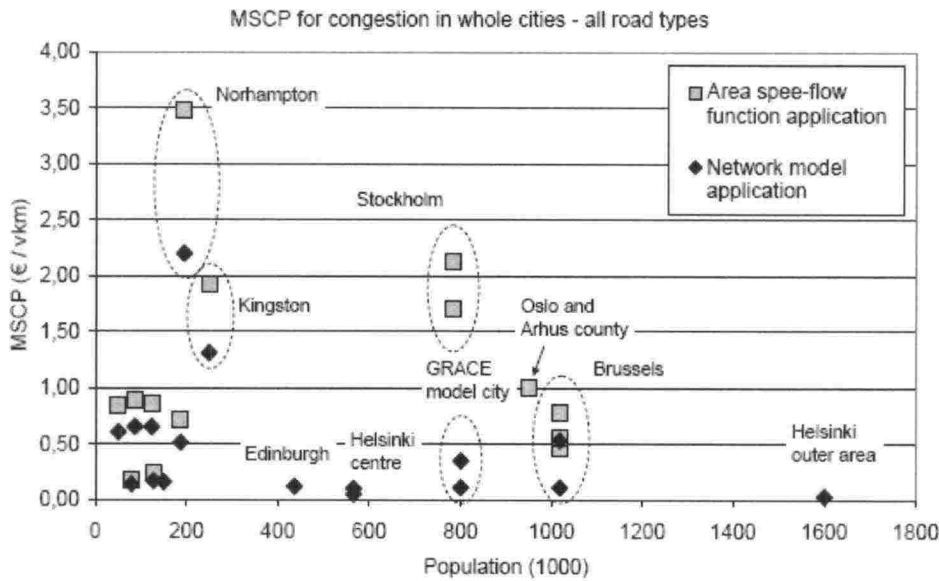 MSCP for congestion in whole cities - all road types
4,00
3,50
3,00
2,50
2,00
1,50
1,00
0,50
0,00
MSCP (€ / vkm)
Norhampton
Kingston
Stockholm
Oslo and
Arhus county
GRACE
model city
Brussels
Edinburgh
Helsinki
centre
Helsinki
outer area
Area spee-flow
function application
Network model
application
0 200 400 600 800 1000 1200 1400 1600 1800
Population (1000)